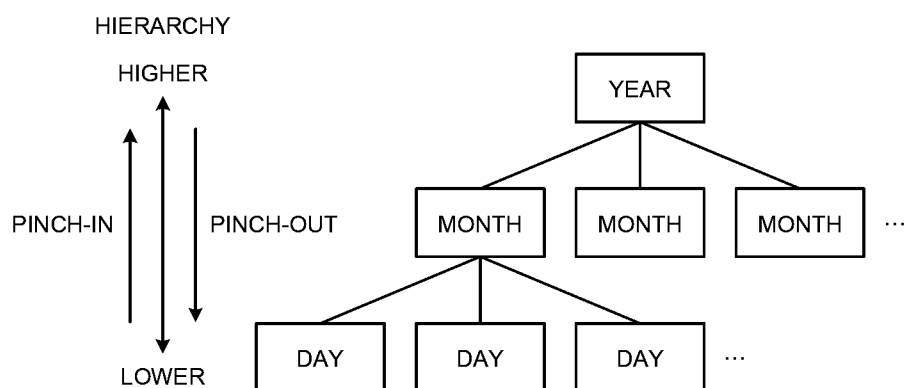 HIERARCHY
HIGHER
YEAR
PINCH-IN
PINCH-OUT
MONTH
MONTH
MONTH
...
DAY
DAY
DAY
...
LOWER